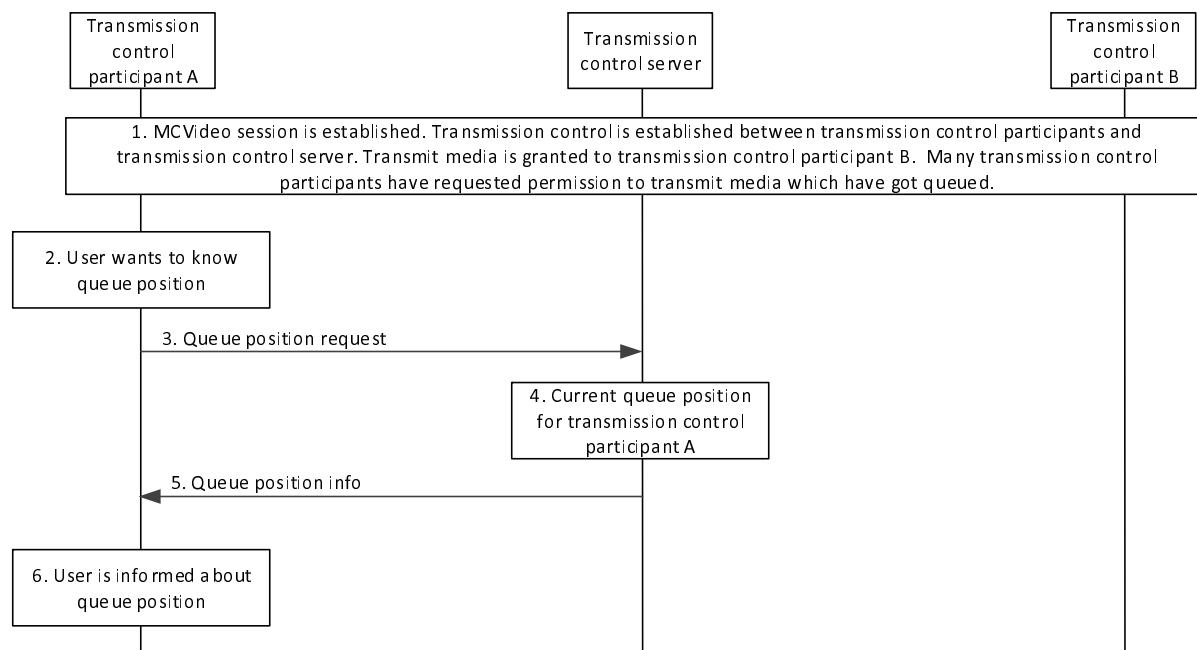 Transmission
control
participant A
Transmission
control server
Transmission
control
participant B
1. MCVideo session is established. Transmission control is established between transmission control participants and
transmission control server. Transmit media is granted to transmission control participant B.  Many transmission control
participants have requested permission to transmit media which have got queued.
2. User wants to know
queue position
3. Queue position request
4. Current queue position
for transmission control
participant A
5. Queue position info
6. User is informed about
queue position